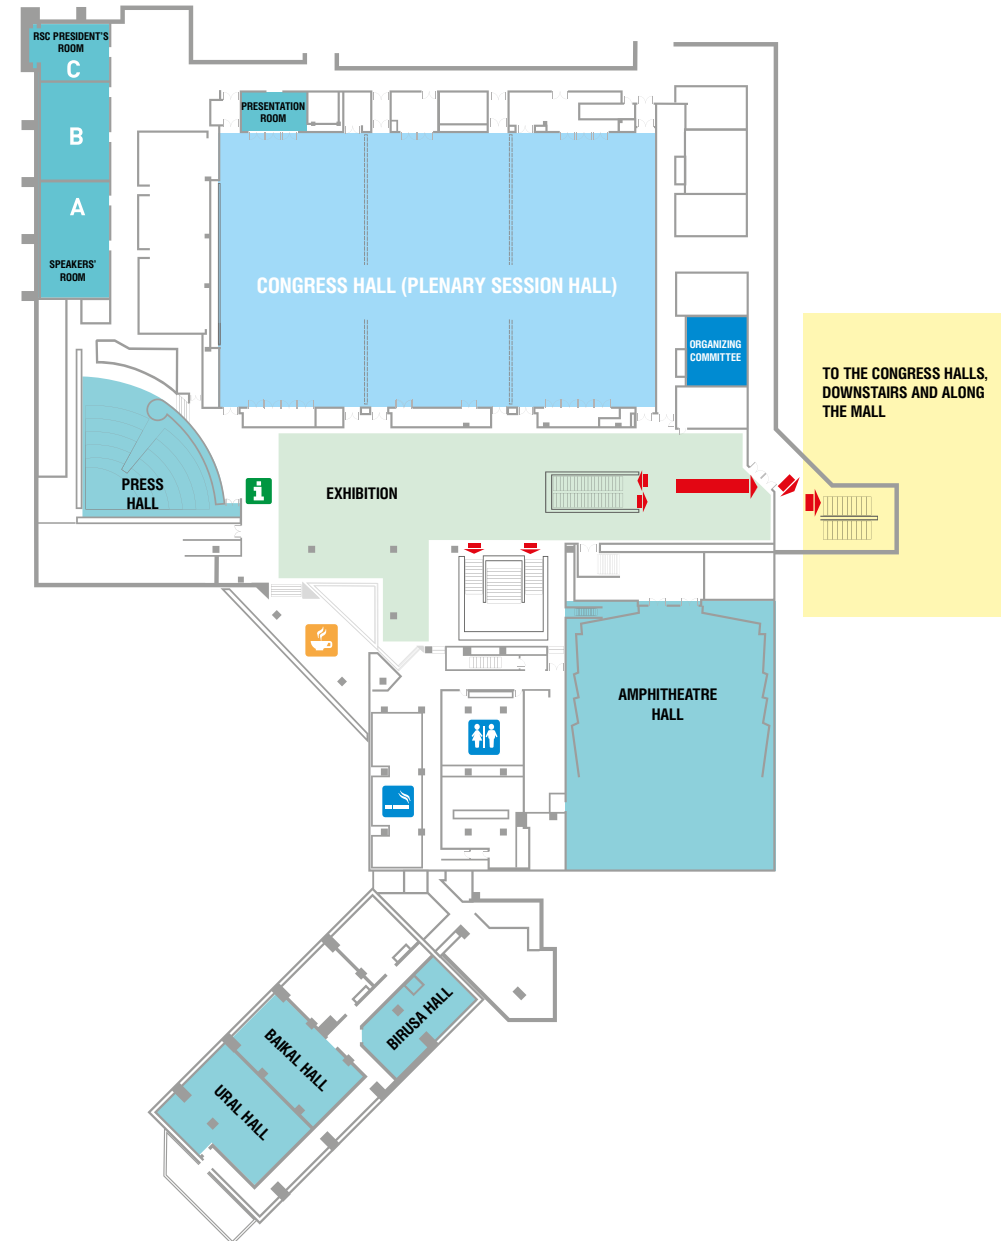 RSC PRESIDENT'S
ROOM
C
B
A
SPEAKERS'
ROOM
PRESENTATION
ROOM
CONGRESS HALL (PLENARY SESSION HALL)
ORGANIZING
COMMITTEE
TO THE CONGRESS HALLS,
DOWNSTAIRS AND ALONG
THE MALL
PRESS
HALL
i
EXHIBITION
AMPHITHEATRE
HALL
BIRUSA HALL
BAIKAL HALL
URAL HALL